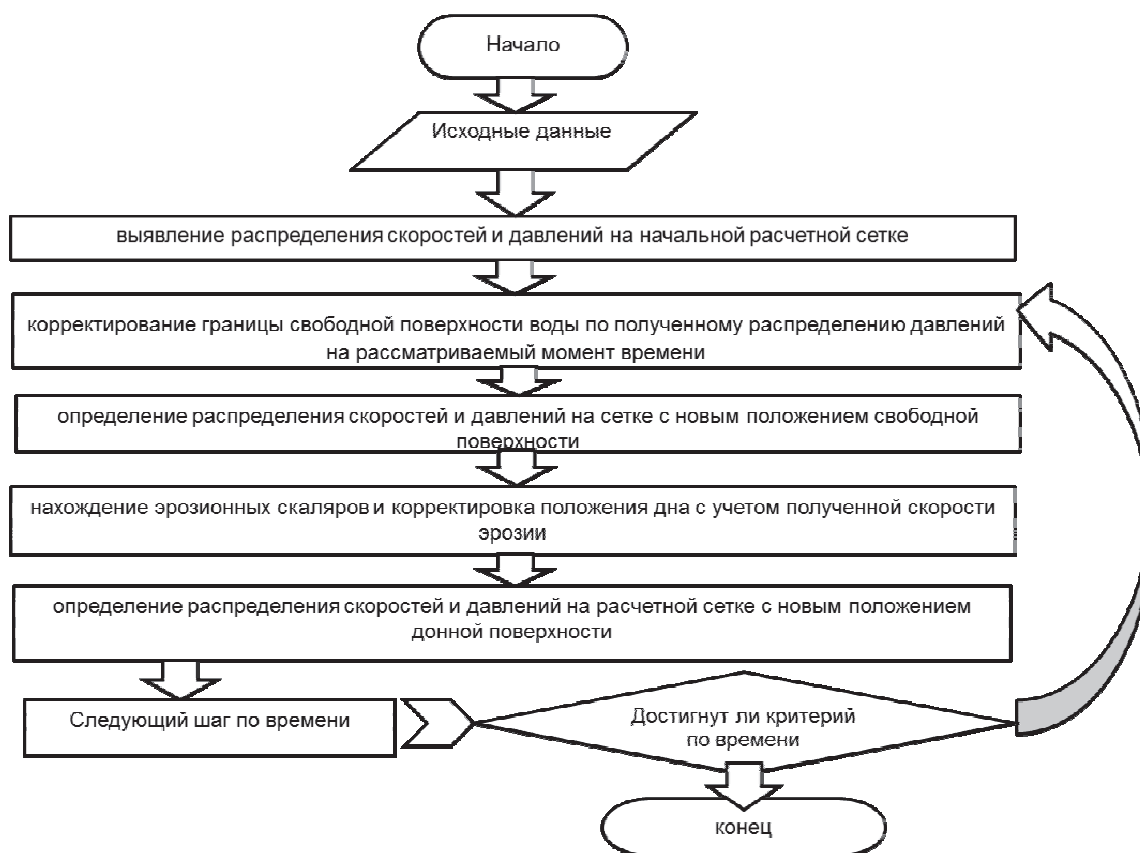 Начало
Исходные данные
выявление распределения скоростей и давлений на начальной расчетной сетке
корректирование границы свободной поверхности воды по полученному распределению давлений
на рассматриваемый момент времени
определение распределения скоростей и давлений на сетке с новым положением свободной
поверхности
нахождение эрозионных скаляров и корректировка положения дна с учетом полученной скорости
эрозии
определение распределения скоростей и давлений на расчетной сетке с новым положением
донной поверхности
Следующий шаг по времени
Достигнут ли критерий
по времени
конец